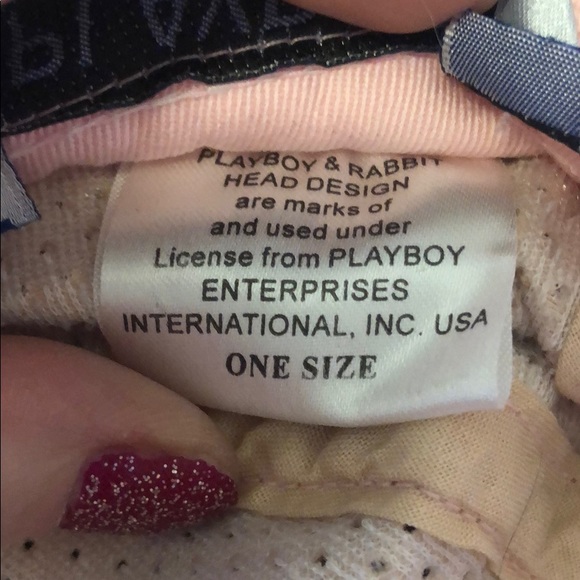 PLAYBOY
PLAYBOY & RABBIT
HEAD DESIGN
are marks of
and used under
License from PLAYBOY
ENTERPRISES
INTERNATIONAL, INC. USA
ONE SIZE